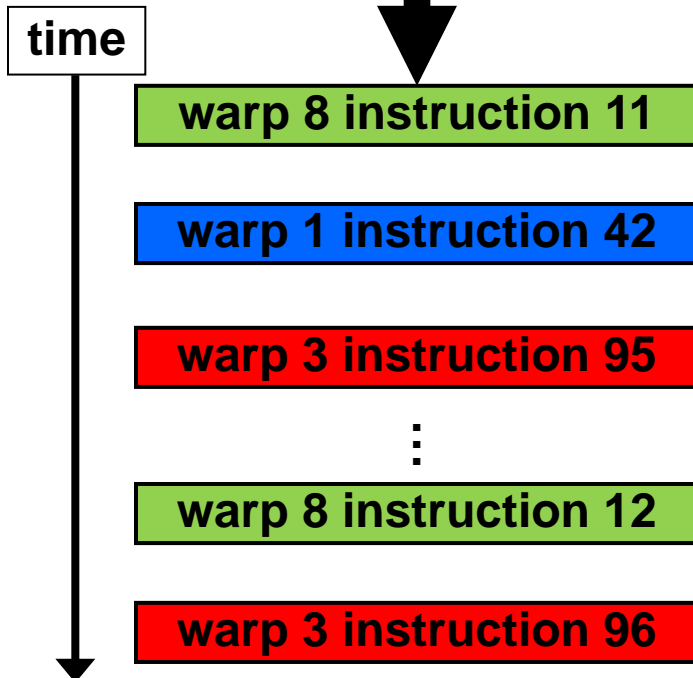 time
warp 8 instruction 11
warp 1 instruction 42
warp 3 instruction 95
⋮
warp 8 instruction 12
warp 3 instruction 96